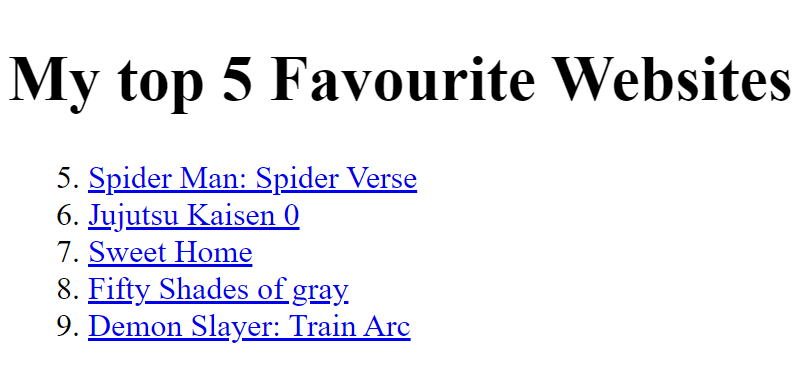 My top 5 Favourite Websites
5. Spider Man: Spider Verse
6. Jujutsu Kaisen 0
7. Sweet Home
8. Fifty Shades of gray
9. Demon Slayer: Train Arc